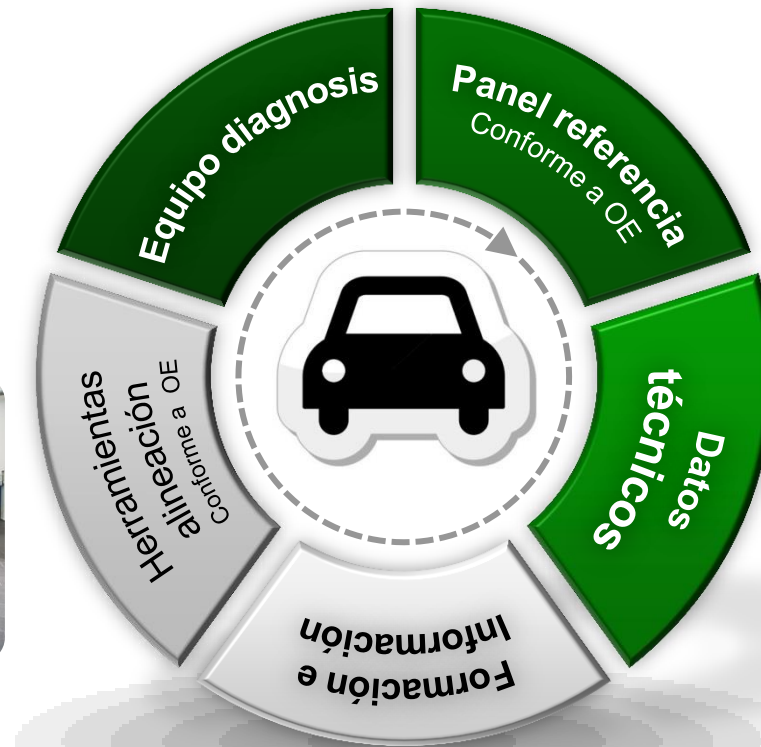 Equipo diagnosis
Panel referencia
Conforme a OE
Datos
técnicos
Formación e
Información
Herramientas
alineación
Conforme a OE